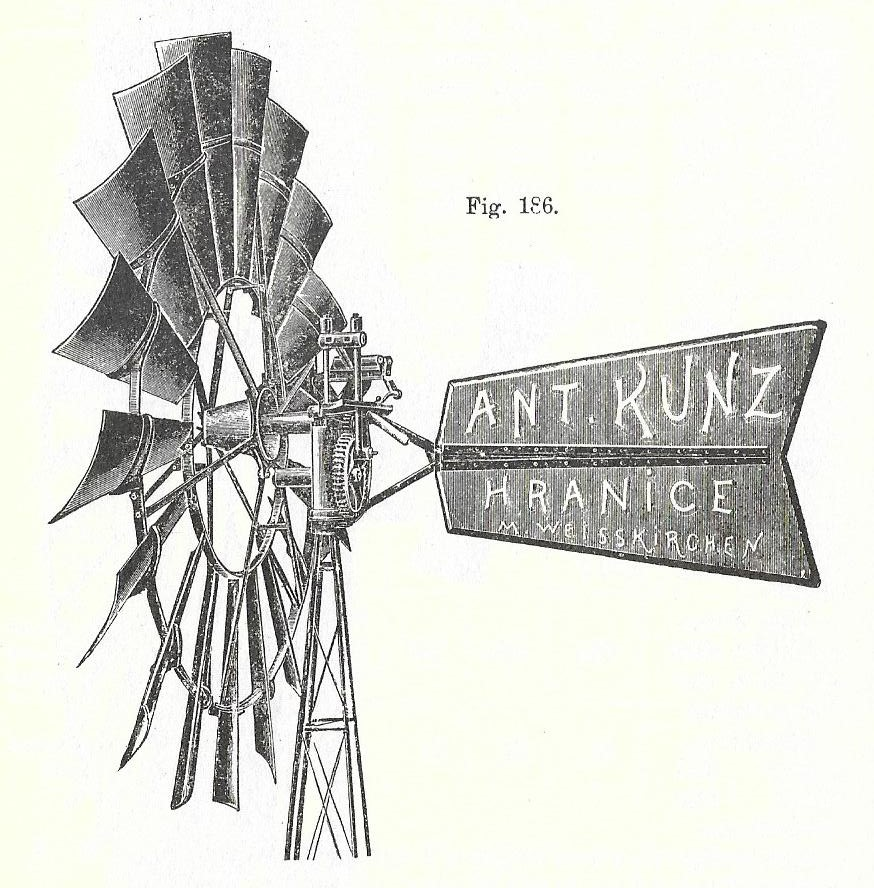 Fig. 186.
ANT. KUNZ
HRANiCE
M. WEiSSKiRCHEN